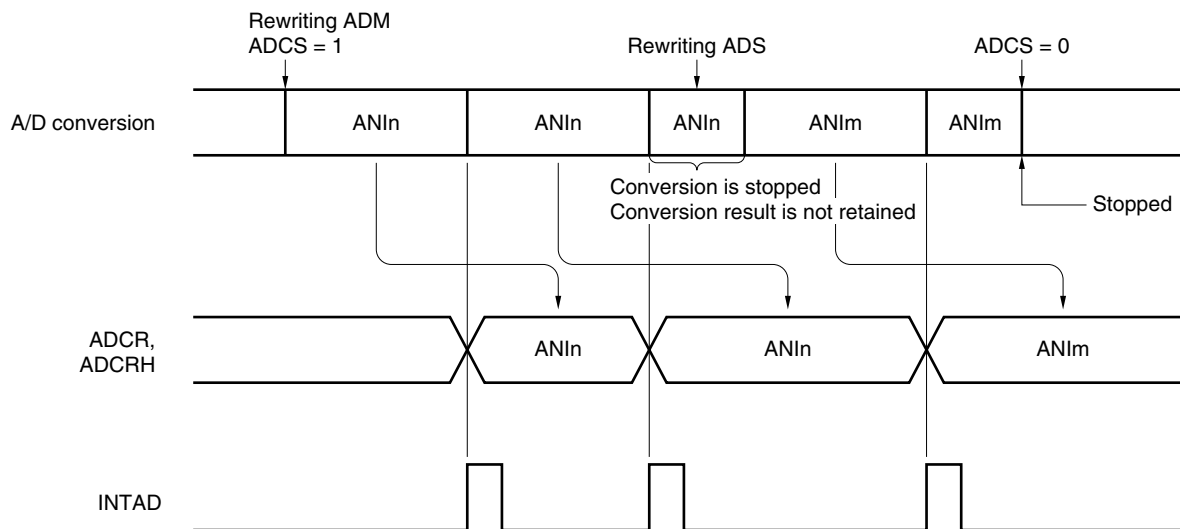 Rewriting ADM
ADCS = 1
Rewriting ADS
ADCS = 0
A/D conversion
ANIn
ANIn
ANIn
ANIm
ANIm
Conversion is stopped
Conversion result is not retained
Stopped
ADCR,
ADCRH
ANIn
ANIn
ANIm
INTAD